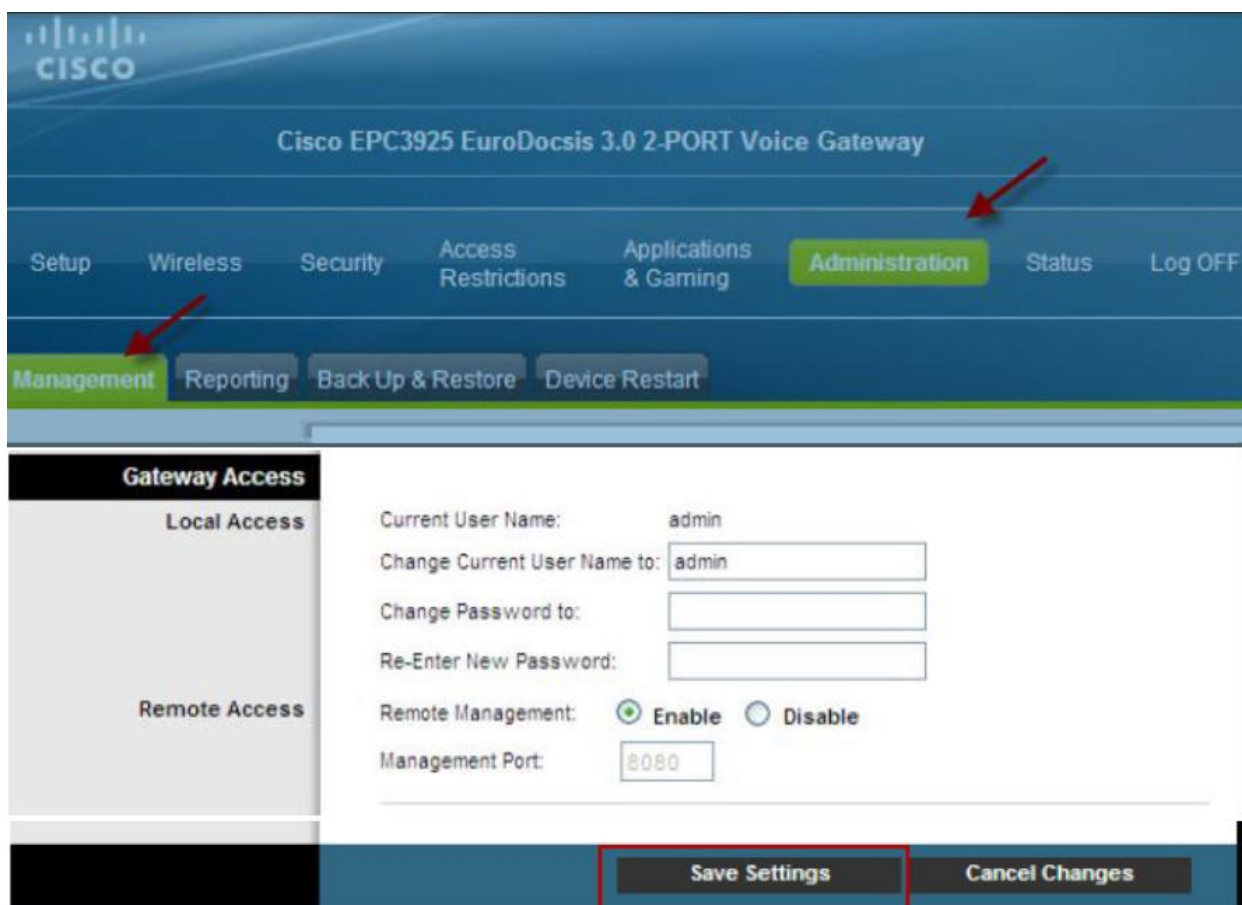 CISCO
Cisco EPC3925 EuroDocsis 3.0 2-PORT Voice Gateway
Setup Wireless Security Access Restrictions Applications & Gaming Administration Status Log OFF
Management Reporting Back Up & Restore Device Restart
Gateway Access
Local Access
Current User Name: admin
Change Current User Name to: admin
Change Password to:
Re-Enter New Password:
Remote Access
Remote Management: Enable Disable
Management Port: 8080
Save Settings Cancel Changes